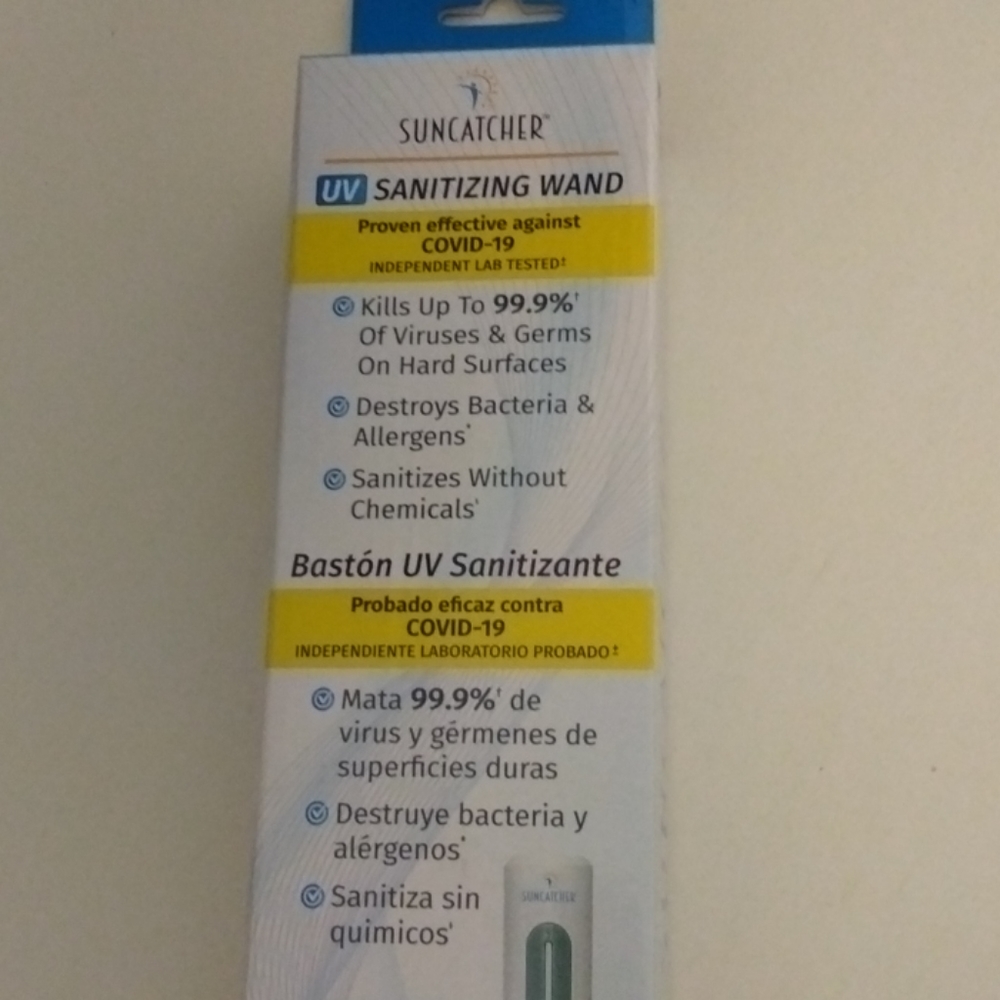 SUNCATCHER™
UV SANITIZING WAND
Proven effective against
COVID-19
INDEPENDENT LAB TESTED‡
Kills Up To 99.9%†
Of Viruses & Germs
On Hard Surfaces
Destroys Bacteria &
Allergens*
Sanitizes Without
Chemicals†
Bastón UV Sanitizante
Probado eficaz contra
COVID-19
INDEPENDIENTE LABORATORIO PROBADO‡
Mata 99.9%† de
virus y gérmenes de
superficies duras
Destruye bacteria y
alérgenos*
Sanitiza sin
quimicos†
SUNCATCHER